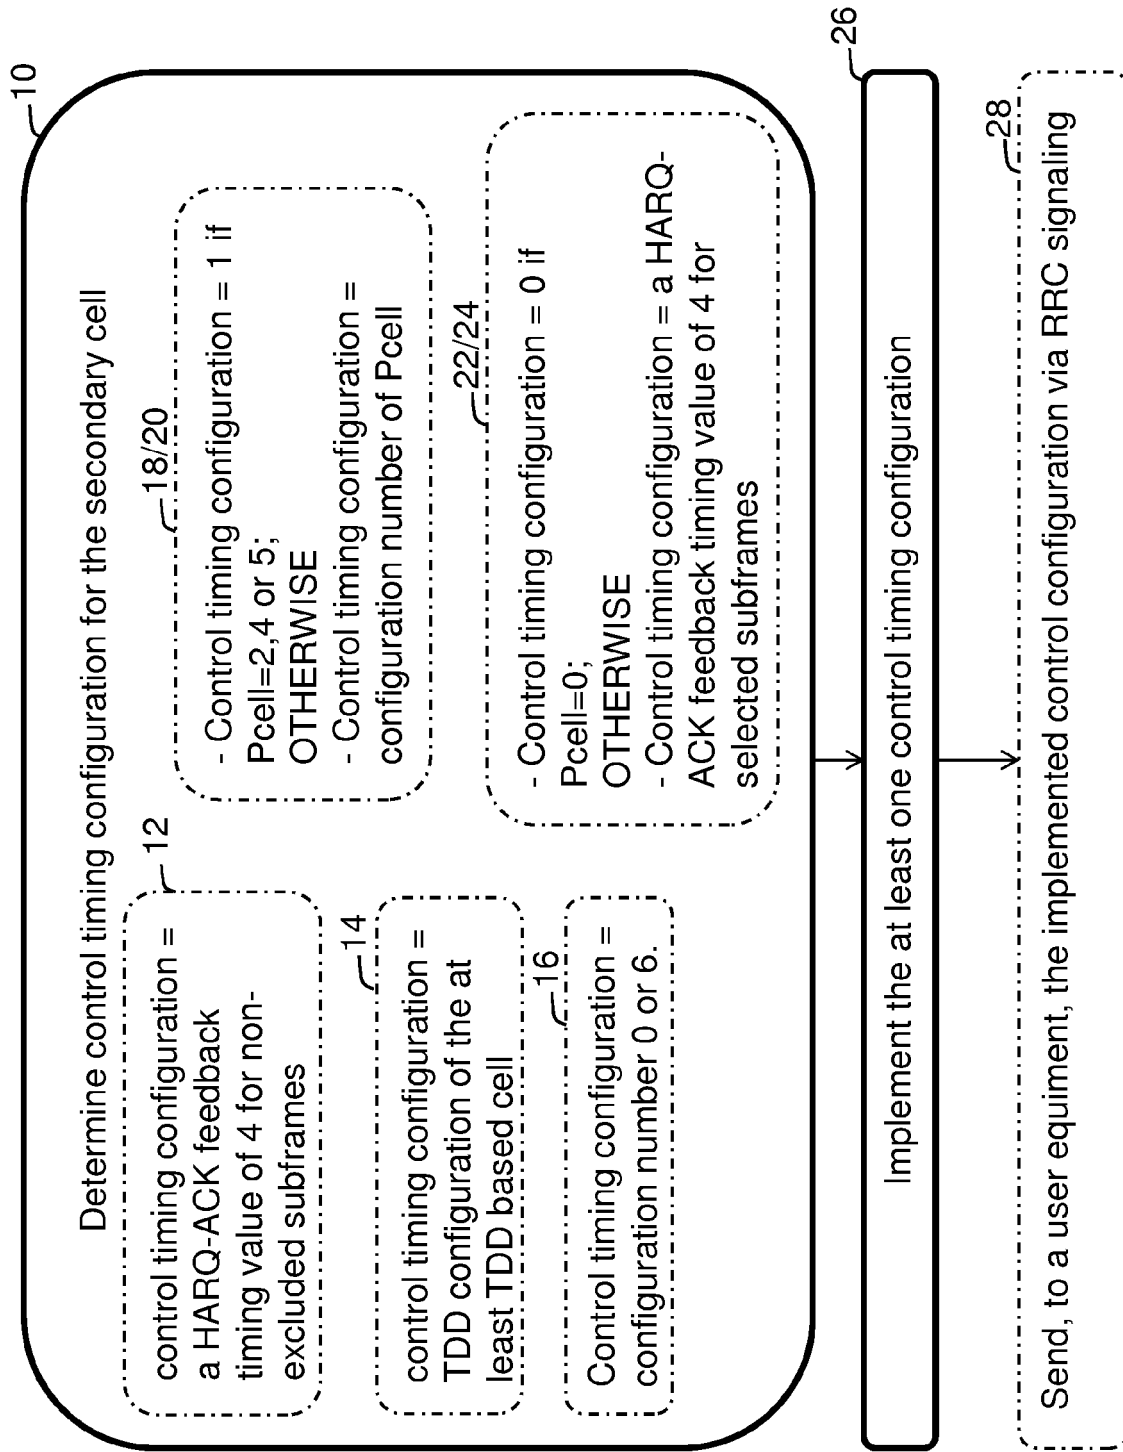 10
Determine control timing configuration for the secondary cell
12
control timing configuration =
a HARQ-ACK feedback
timing value of 4 for non-
excluded subframes
14
control timing configuration =
TDD configuration of the at
least TDD based cell
16
Control timing configuration =
configuration number 0 or 6.
18/20
- Control timing configuration = 1 if
Pcell=2,4 or 5;
OTHERWISE
- Control timing configuration =
configuration number of Pcell
22/24
- Control timing configuration = 0 if
Pcell=0;
OTHERWISE
- Control timing configuration = a HARQ-
ACK feedback timing value of 4 for
selected subframes
26
Implement the at least one control timing configuration
28
Send, to a user equiment, the implemented control configuration via RRC signaling